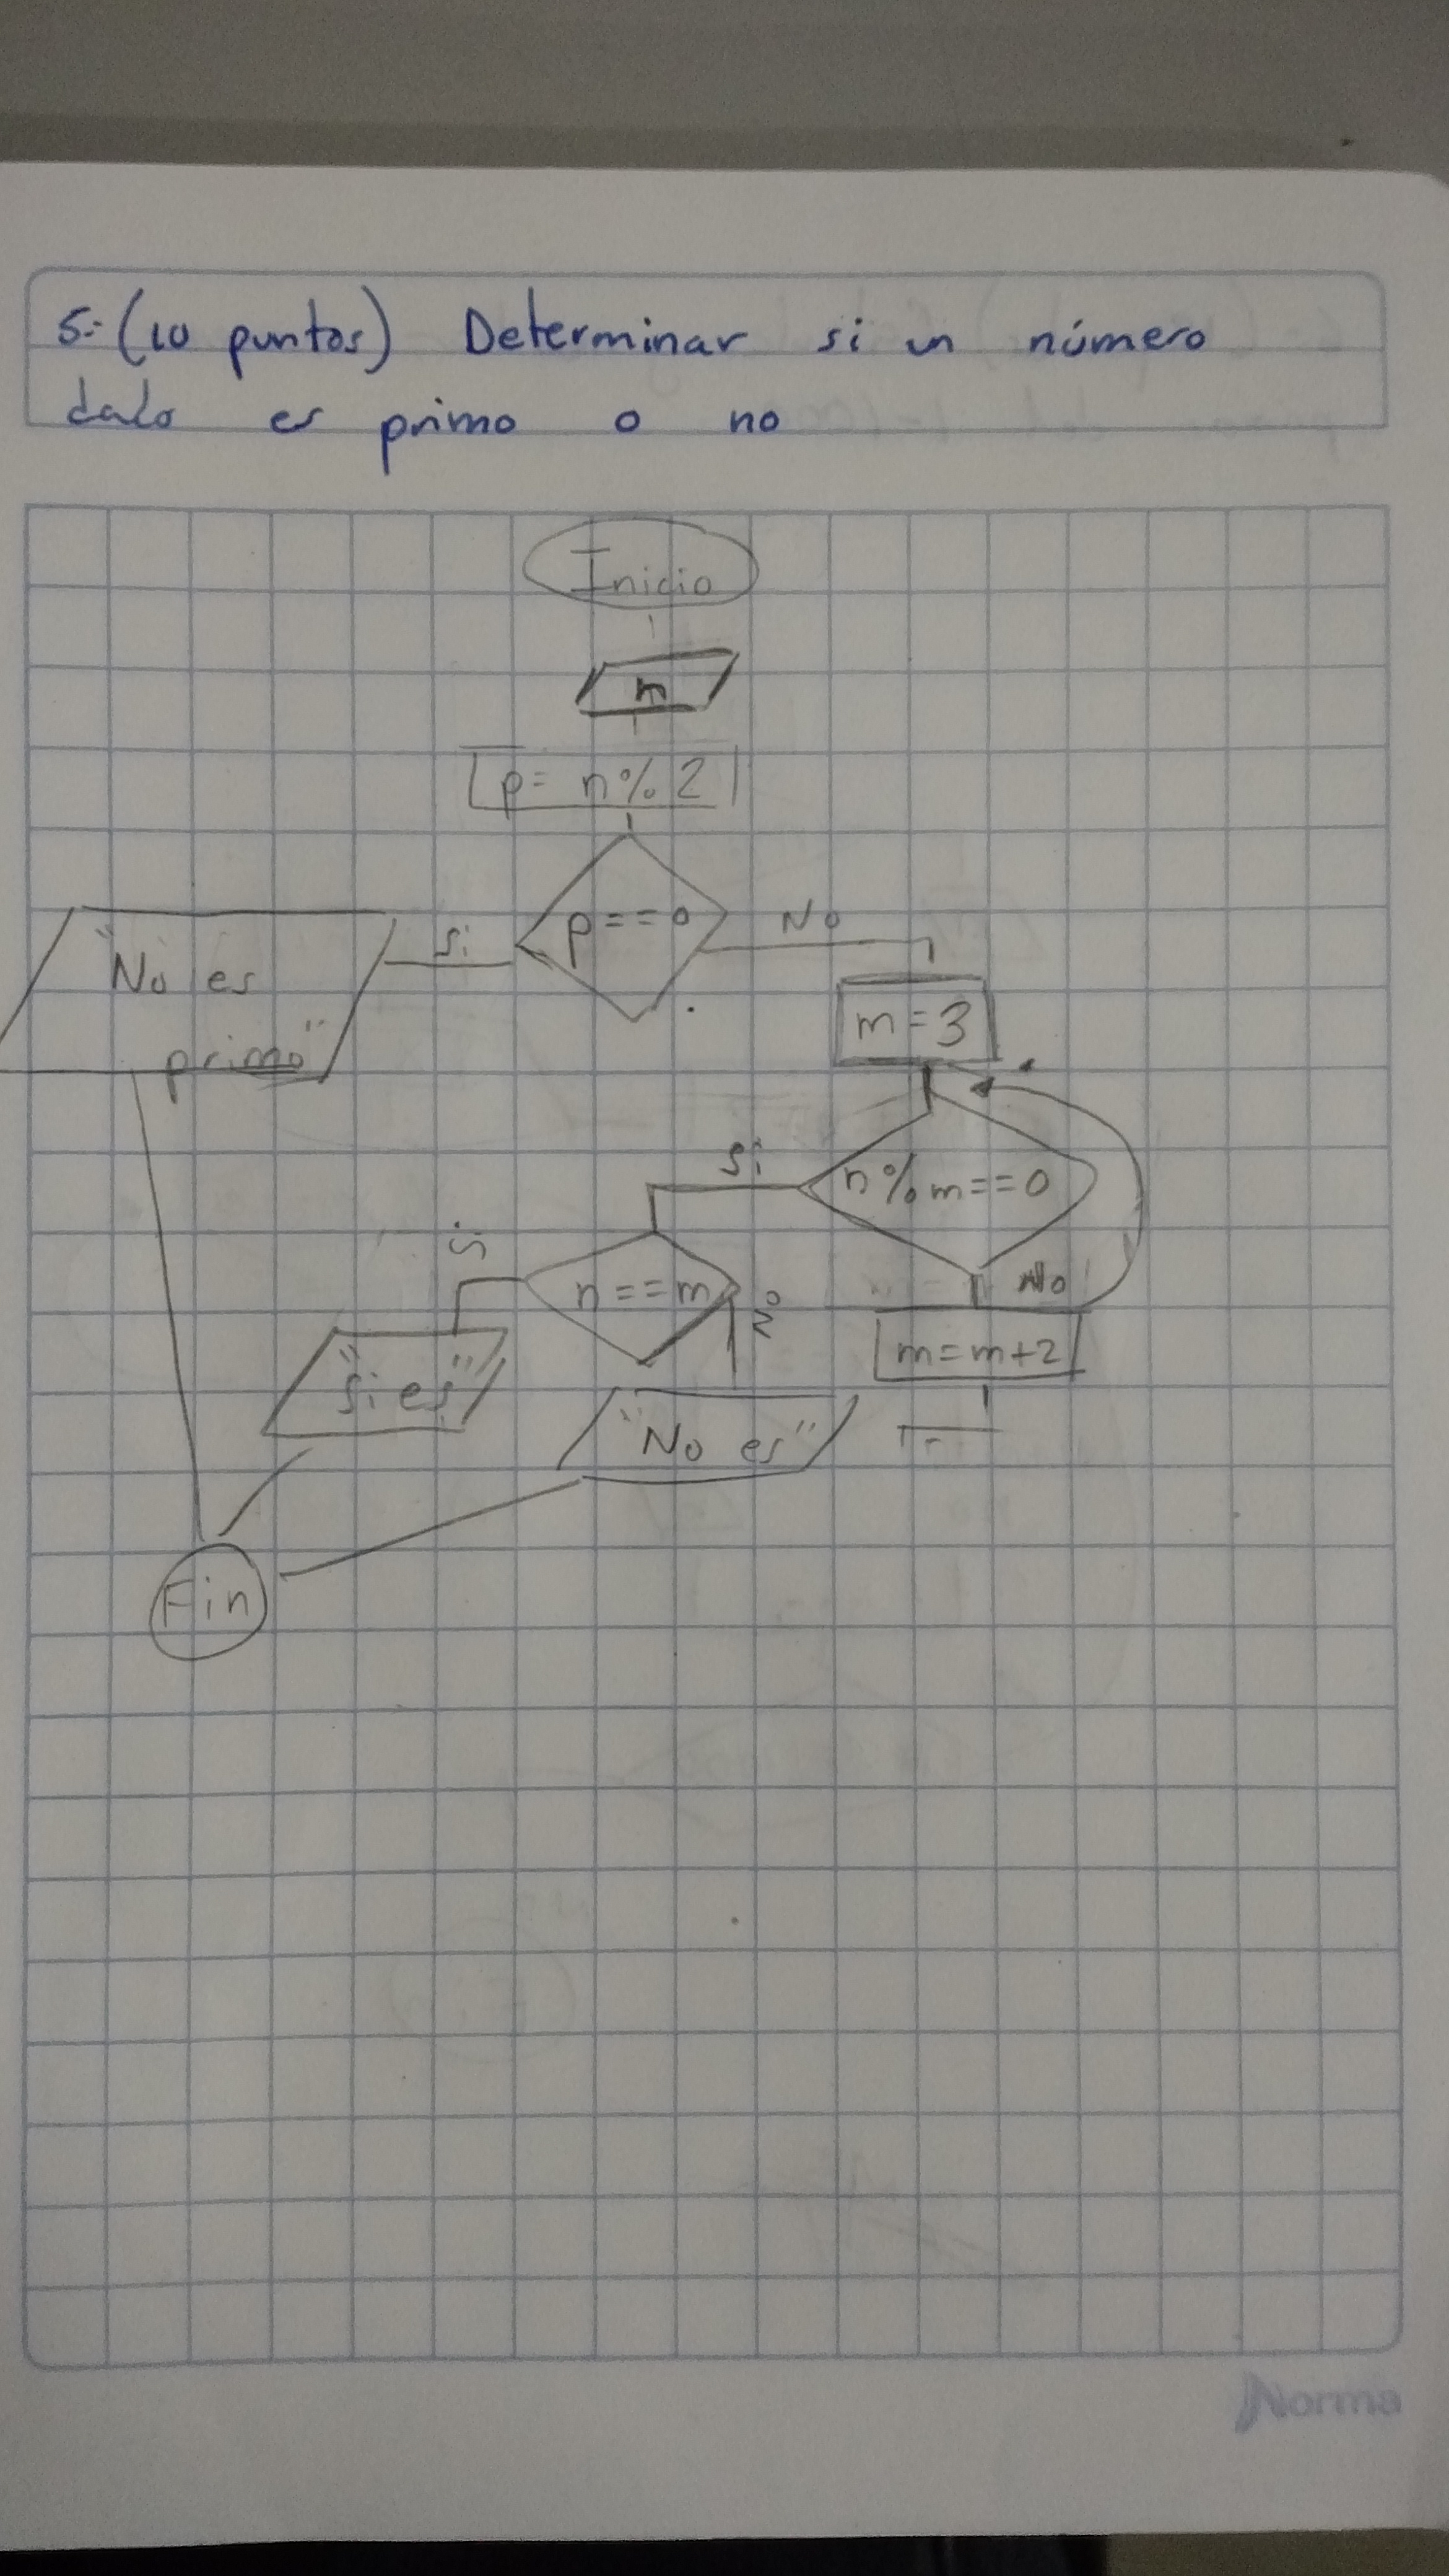 5.- (10 puntos) Determinar si un número
dado es primo o no
Inicio
n
p= n%2
p==0
Si
No
"No es
primo"
m=3
n%m==0
Si
No
n==m
Si
No
m=m+2
"Si es"
"No es"
Fin
Norma